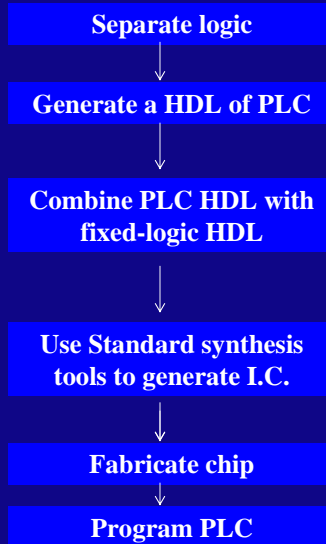 Separate logic
Generate a HDL of PLC
Combine PLC HDL with
fixed-logic HDL
Use Standard synthesis
tools to generate I.C.
Fabricate chip
Program PLC